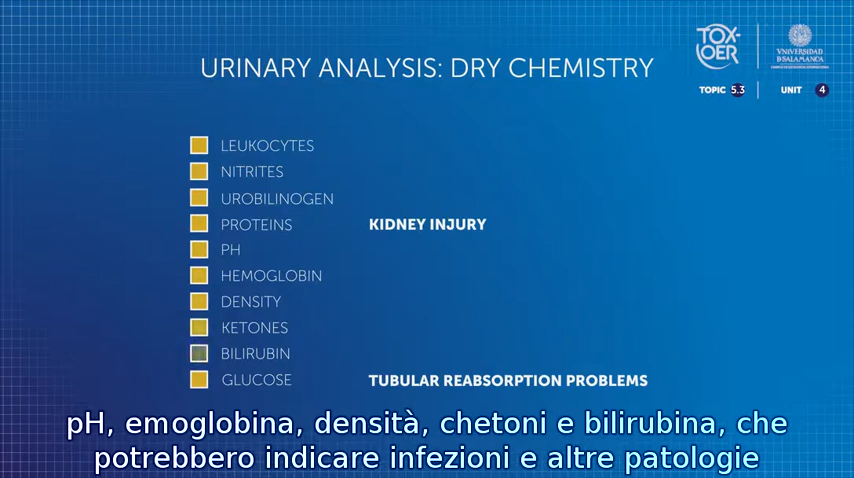 TOX-
OER
VNiVERSiDAD
D SALAMANCA
TOPIC 5.3
UNIT 4
URINARY ANALYSIS: DRY CHEMISTRY
LEUKOCYTES
NITRITES
UROBILINOGEN
PROTEINS KIDNEY INJURY
PH
HEMOGLOBIN
DENSITY
KETONES
BILIRUBIN
GLUCOSE TUBULAR REABSORPTION PROBLEMS
pH, emoglobina, densità, chetoni e bilirubina, che
potrebbero indicare infezioni e altre patologie